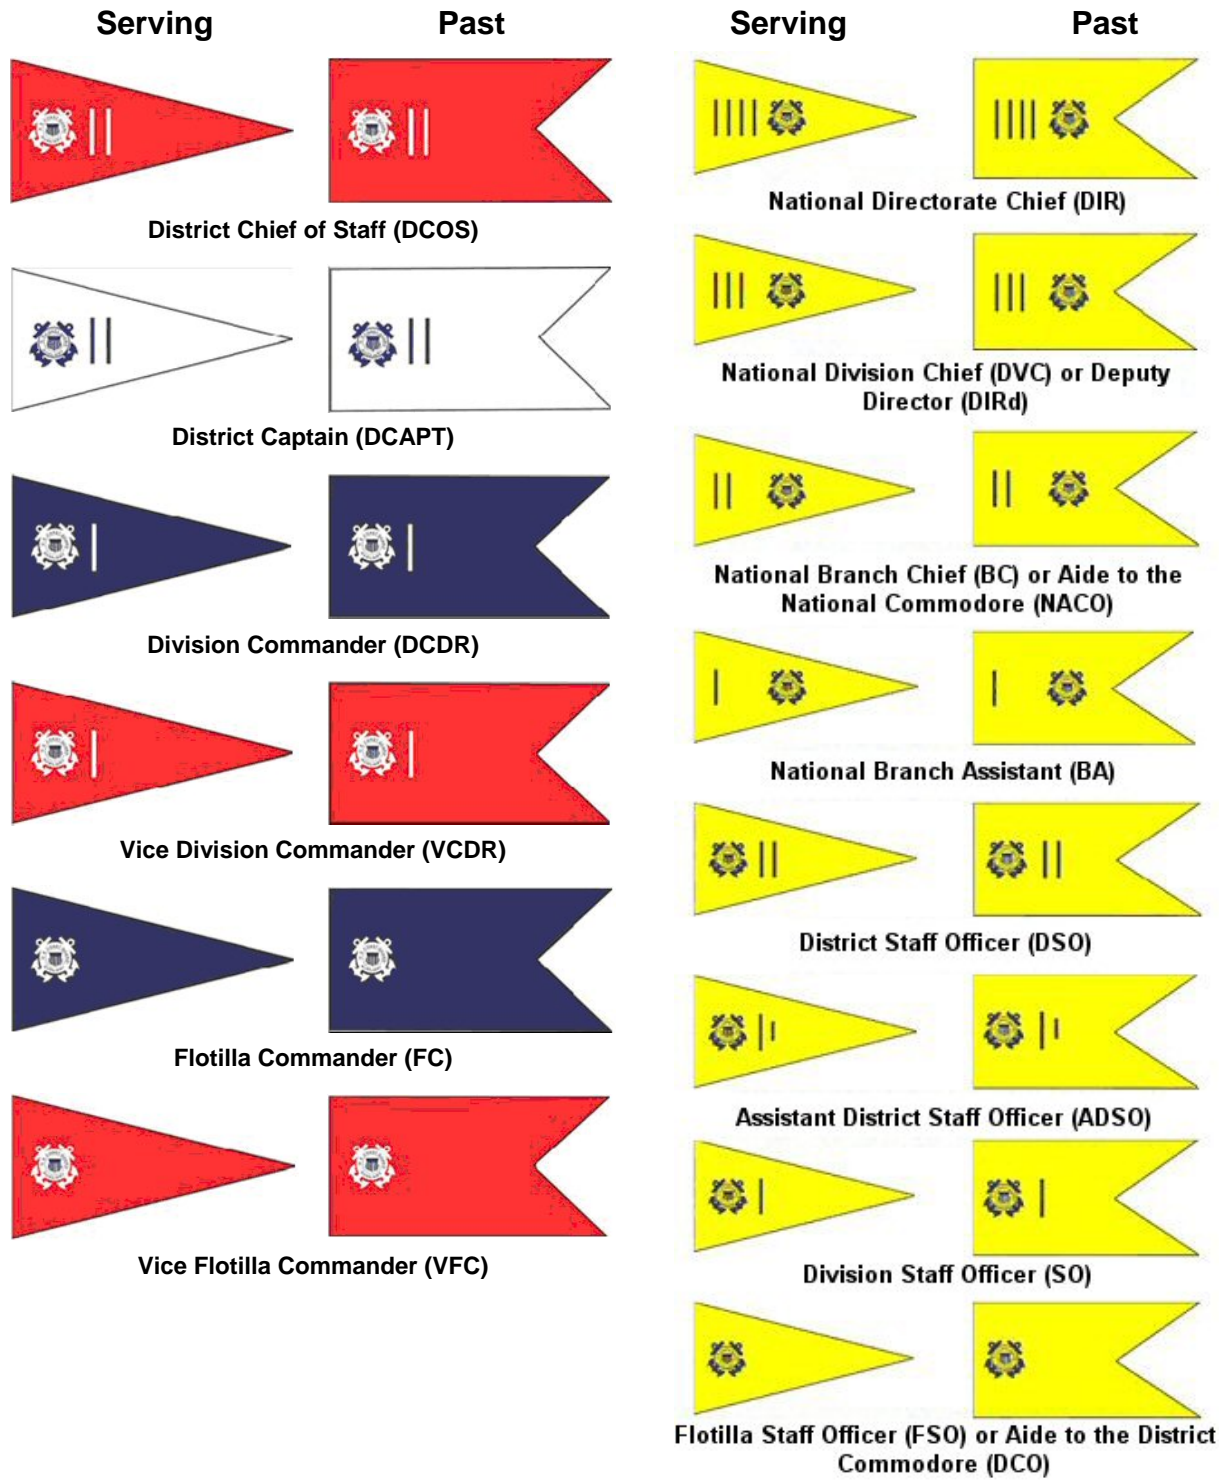 Serving Past
District Chief of Staff (DCOS)
District Captain (DCAPT)
Division Commander (DCDR)
Vice Division Commander (VCDR)
Flotilla Commander (FC)
Vice Flotilla Commander (VFC)
Serving Past
National Directorate Chief (DIR)
National Division Chief (DVC) or Deputy
Director (DIRd)
National Branch Chief (BC) or Aide to the
National Commodore (NACO)
National Branch Assistant (BA)
District Staff Officer (DSO)
Assistant District Staff Officer (ADSO)
Division Staff Officer (SO)
Flotilla Staff Officer (FSO) or Aide to the District
Commodore (DCO)